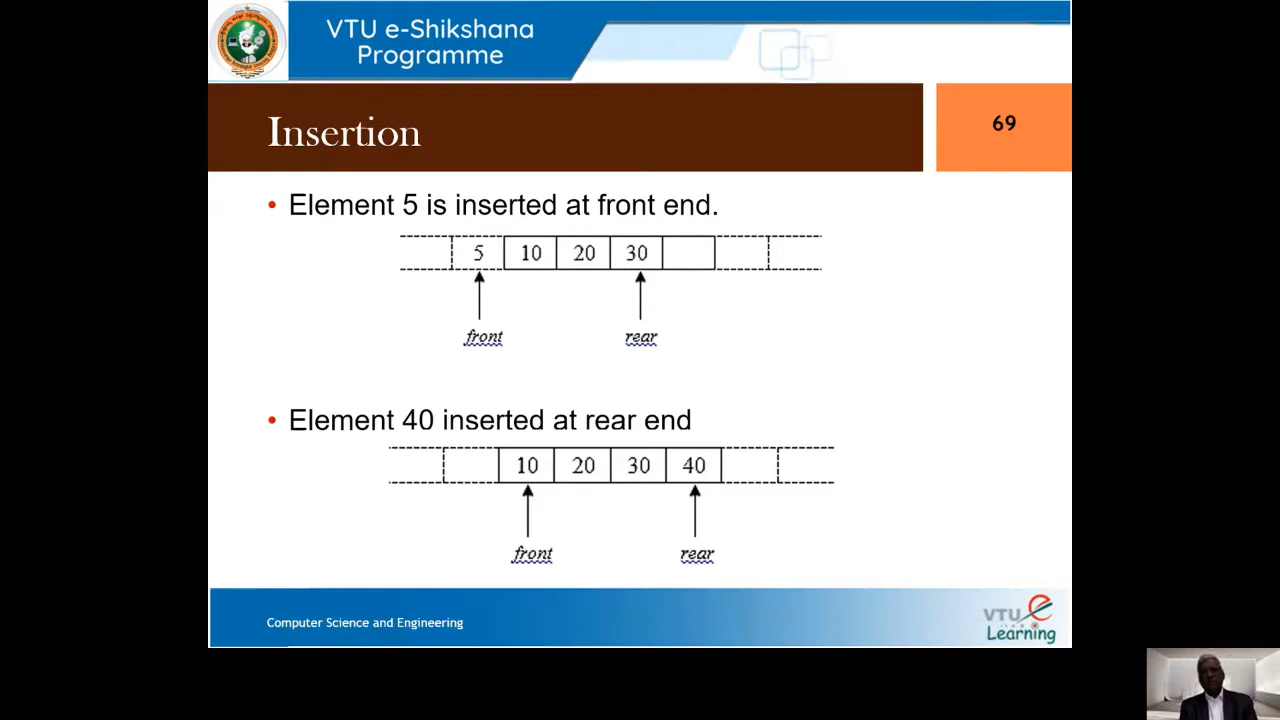 VTU e-Shikshana
Programme
Insertion
69
• Element 5 is inserted at front end.
5 10 20 30
front rear
• Element 40 inserted at rear end
10 20 30 40
front rear
Computer Science and Engineering
VTU e
Learning